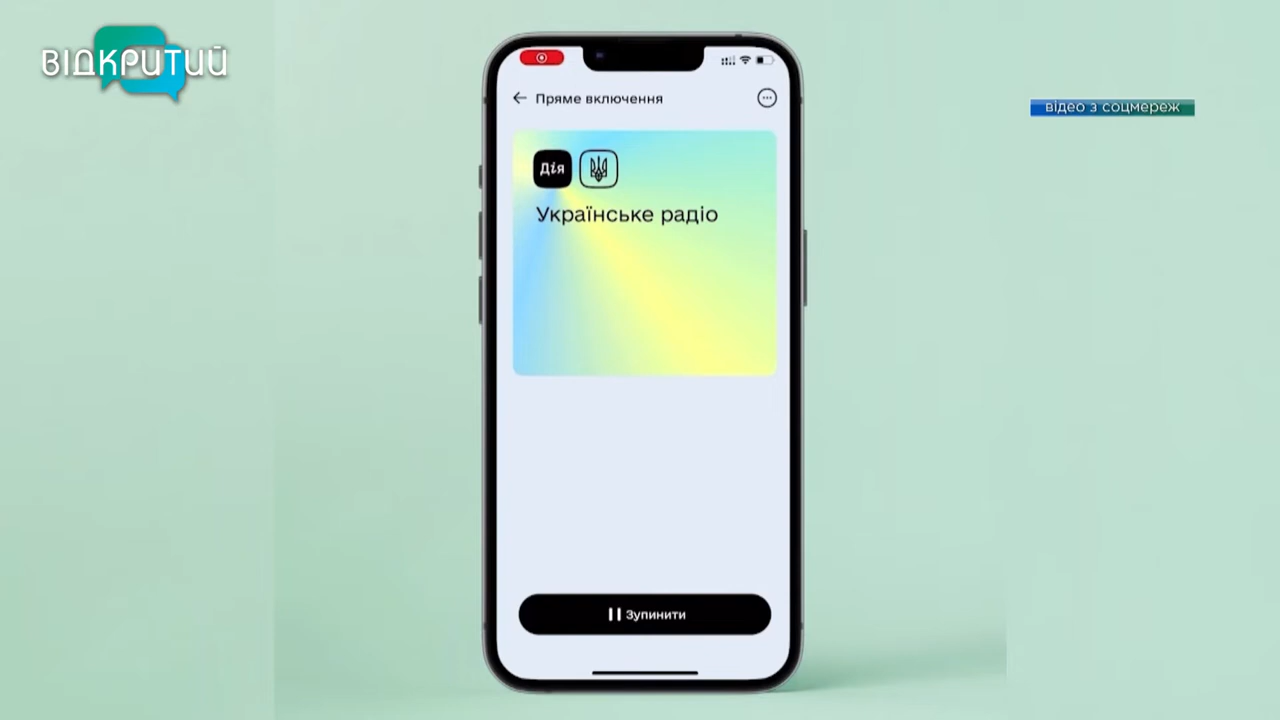 ВІДКРИТИЙ
відео з соцмереж
Пряме включення
Дія
Українське радіо
Зупинити